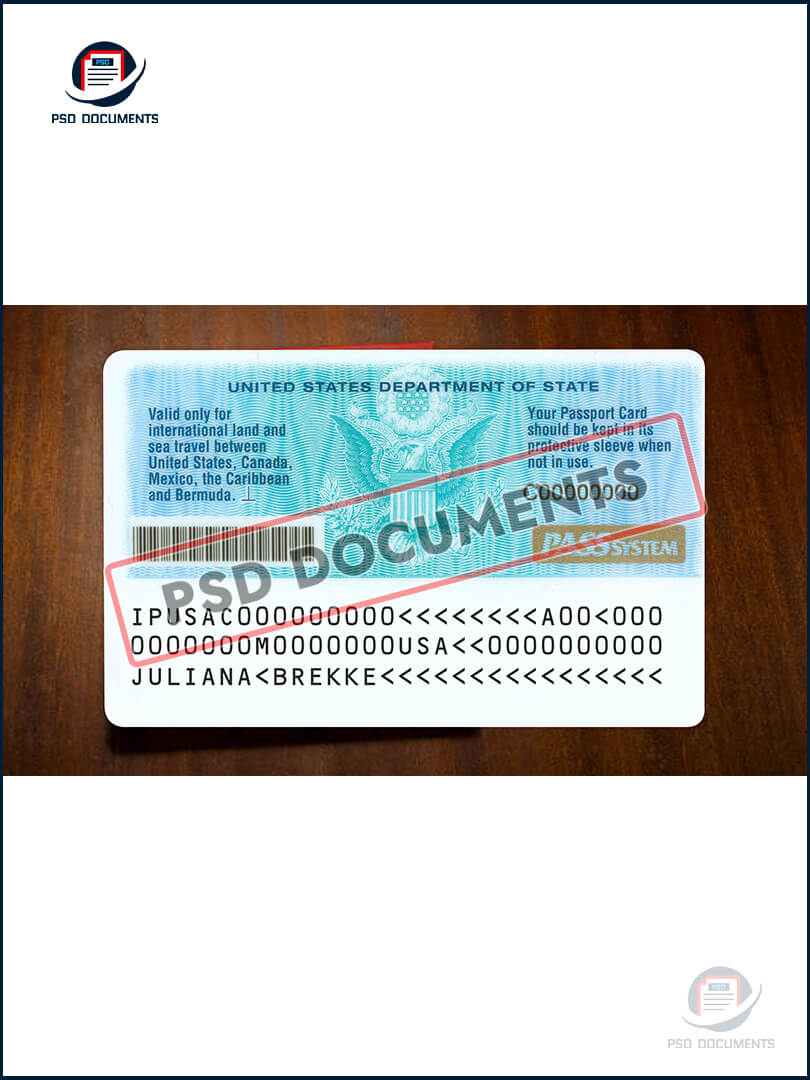 PSD
PSD DOCUMENTS
UNITED STATES DEPARTMENT OF STATE
Valid only for
international land and
sea travel between
United States, Canada,
Mexico, the Caribbean
and Bermuda.
Your Passport Card
should be kept in its
protective sleeve when
not in use.
C00000000
PASS SYSTEM
PSD DOCUMENTS
IPUSAC000000000<<<<<<<<A00<000
0000000M0000000USA<<0000000000
JULIANA<BREKKE<<<<<<<<<<<<<<<<
PSD
PSD DOCUMENTS